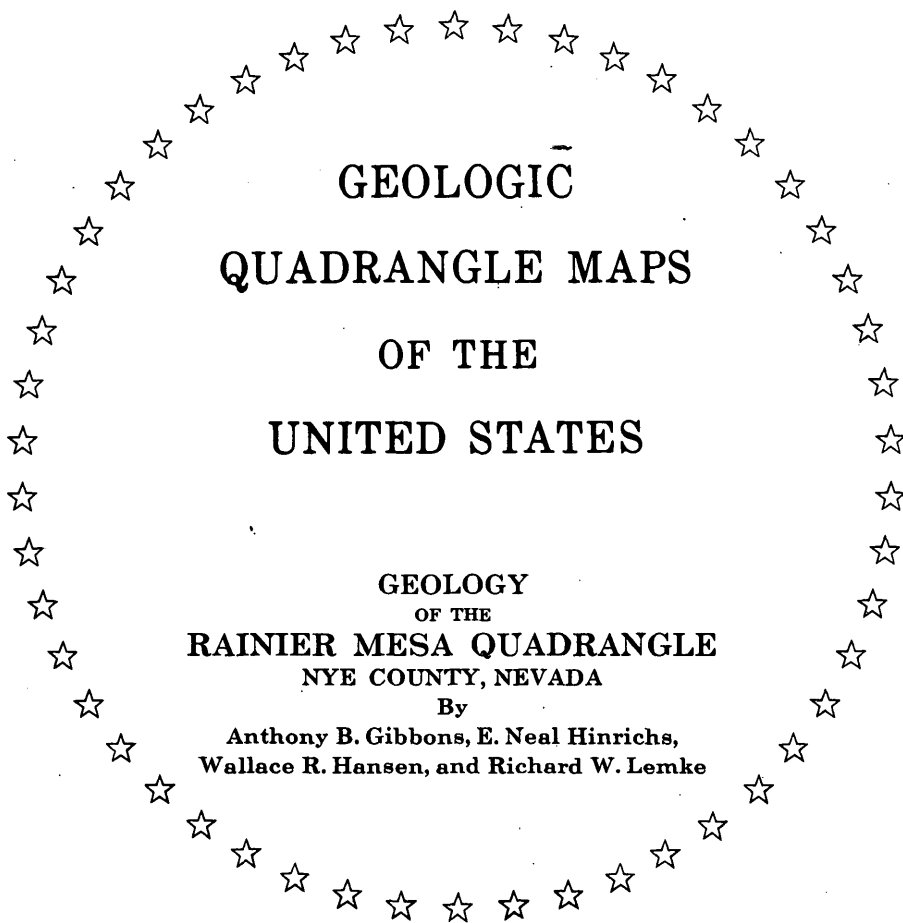 GEOLOGIC
QUADRANGLE MAPS
OF THE
UNITED STATES
GEOLOGY
OF THE
RAINIER MESA QUADRANGLE
NYE COUNTY, NEVADA
By
Anthony B. Gibbons, E. Neal Hinrichs,
Wallace R. Hansen, and Richard W. Lemke